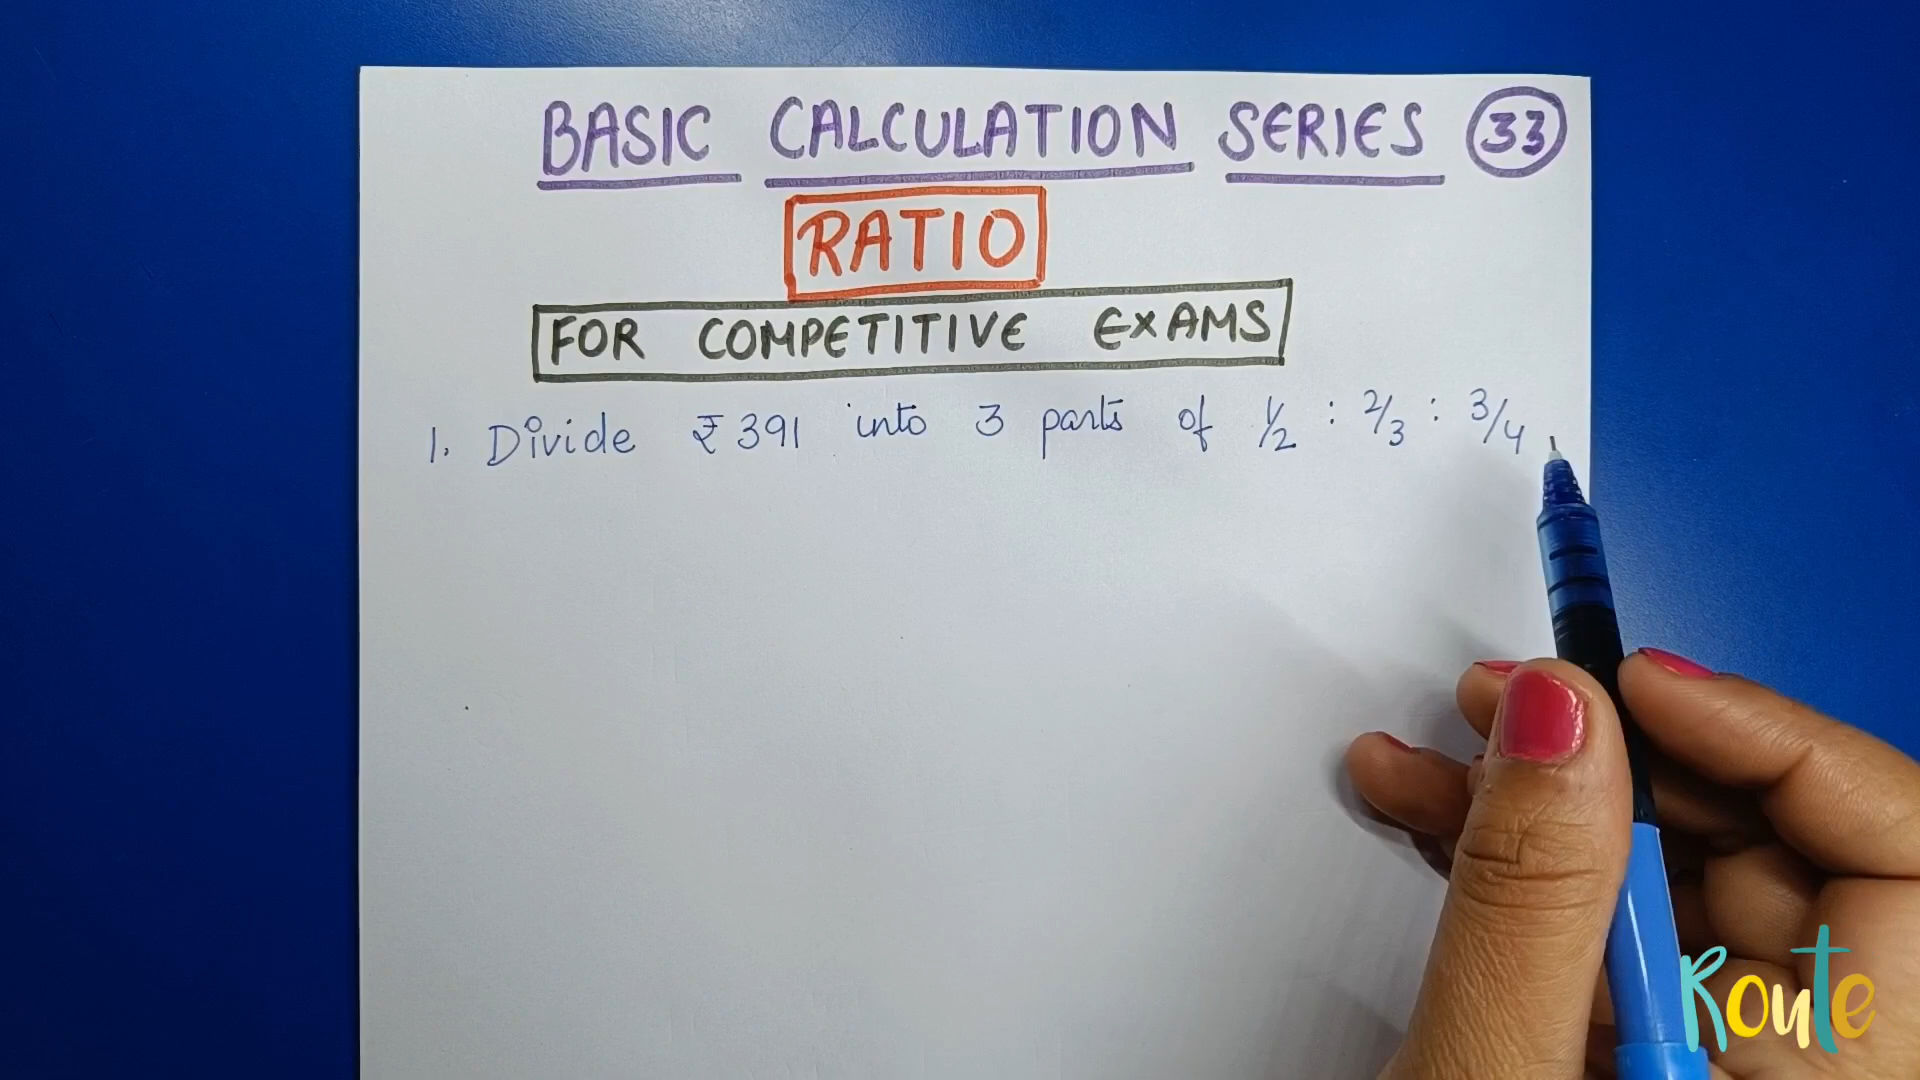 BASIC CALCULATION SERIES 33
RATIO
FOR COMPETITIVE EXAMS
1. Divide ₹ 391 into 3 parts of 1/2 : 2/3 : 3/4
Route